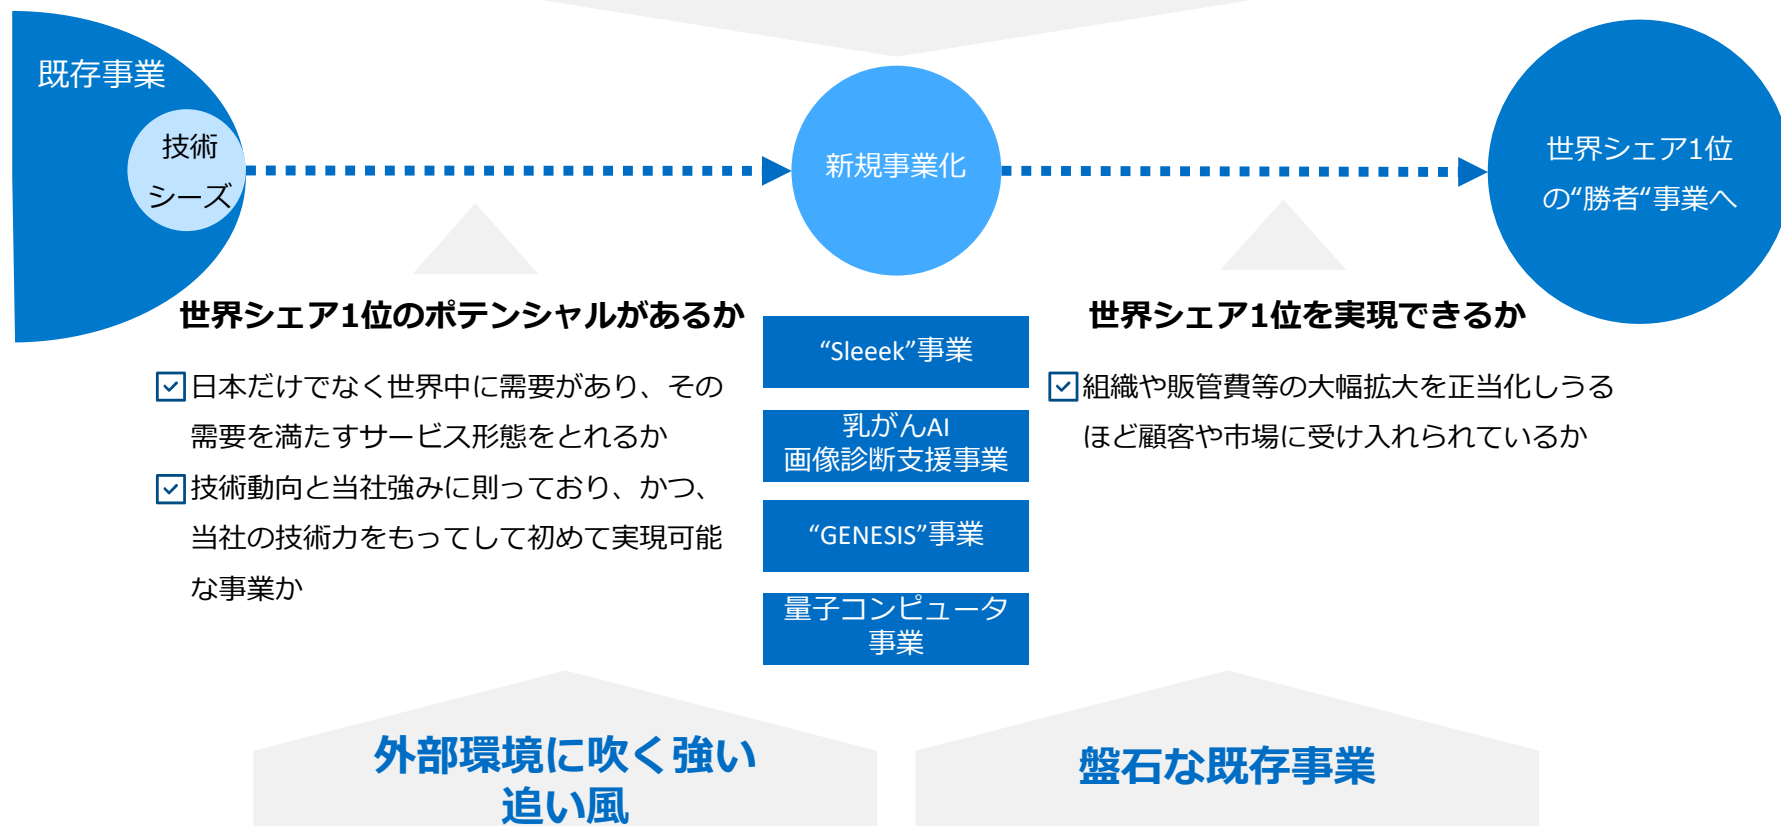 既存事業
技術
シーズ
新規事業化
世界シェア1位
の“勝者“事業へ
世界シェア1位のポテンシャルがあるか
日本だけでなく世界中に需要があり、その
需要を満たすサービス形態をとれるか
技術動向と当社強みに則っており、かつ、
当社の技術力をもってして初めて実現可能
な事業か
“Sleeek”事業
乳がんAI
画像診断支援事業
“GENESIS”事業
量子コンピュータ
事業
世界シェア1位を実現できるか
組織や販管費等の大幅拡大を正当化しうる
ほど顧客や市場に受け入れられているか
外部環境に吹く強い
追い風
盤石な既存事業